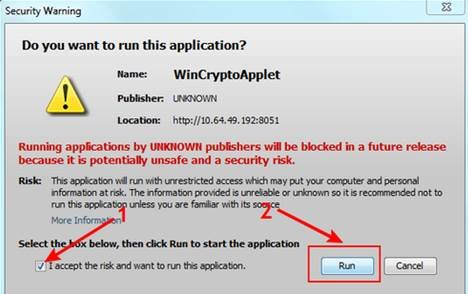 Security Warning
Do you want to run this application?
Name: WinCryptoApplet
Publisher: UNKNOWN
Location: http://10.64.49.192:8051
Running applications by UNKNOWN publishers will be blocked in a future release
because it is potentially unsafe and a security risk.
Risk: This application will run with unrestricted access which may put your computer and personal
information at risk. The information provided is unreliable or unknown so it is recommended not to
run this application unless you are familiar with its source
More Information
1
2
Select the box below, then click Run to start the application
I accept the risk and want to run this application.
Run
Cancel